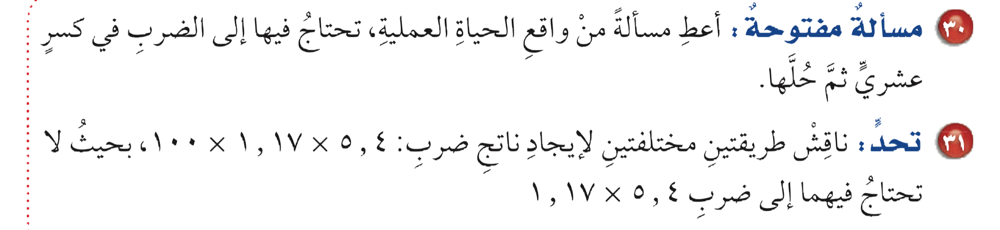 ٣٠ مسألةٌ مفتوحةٌ: أعطِ مسألةً منْ واقعِ الحياةِ العمليةِ، تحتاجُ فيها إلى الضربِ في كسرٍ
عشريٍّ ثمَّ حُلَّها.
٣١ تحدٍّ: ناقِشْ طريقتينِ مختلفتينِ لإيجادِ ناتجِ ضربِ: ٥,٤ × ١,١٧ × ١٠٠، بحيثُ لا
تحتاجُ فيهما إلى ضربِ ٥,٤ × ١,١٧